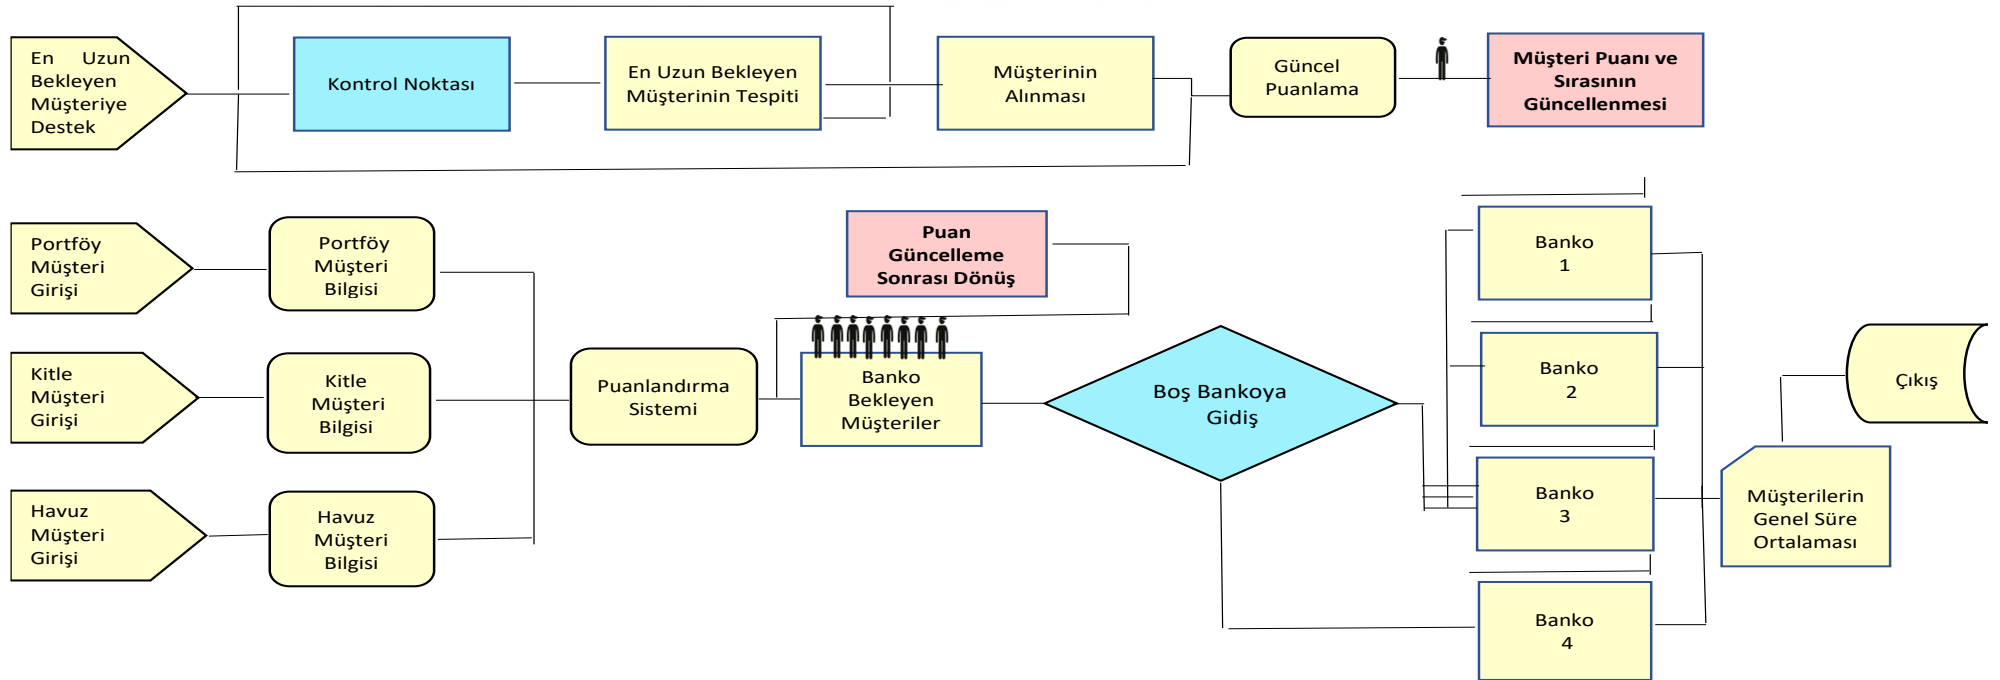 En Uzun
Bekleyen
Müşteriye
Destek
Kontrol Noktası
En Uzun Bekleyen
Müşterinin Tespiti
Müşterinin
Alınması
Güncel
Puanlama
Müşteri Puanı ve
Sırasının
Güncellenmesi
Portföy
Müşteri
Girişi
Portföy
Müşteri
Bilgisi
Kitle
Müşteri
Girişi
Kitle
Müşteri
Bilgisi
Havuz
Müşteri
Girişi
Havuz
Müşteri
Bilgisi
Puanlandırma
Sistemi
Puan
Güncelleme
Sonrası Dönüş
Banko
Bekleyen
Müşteriler
Boş Bankoya
Gidiş
Banko
1
Banko
2
Banko
3
Banko
4
Müşterilerin
Genel Süre
Ortalaması
Çıkış